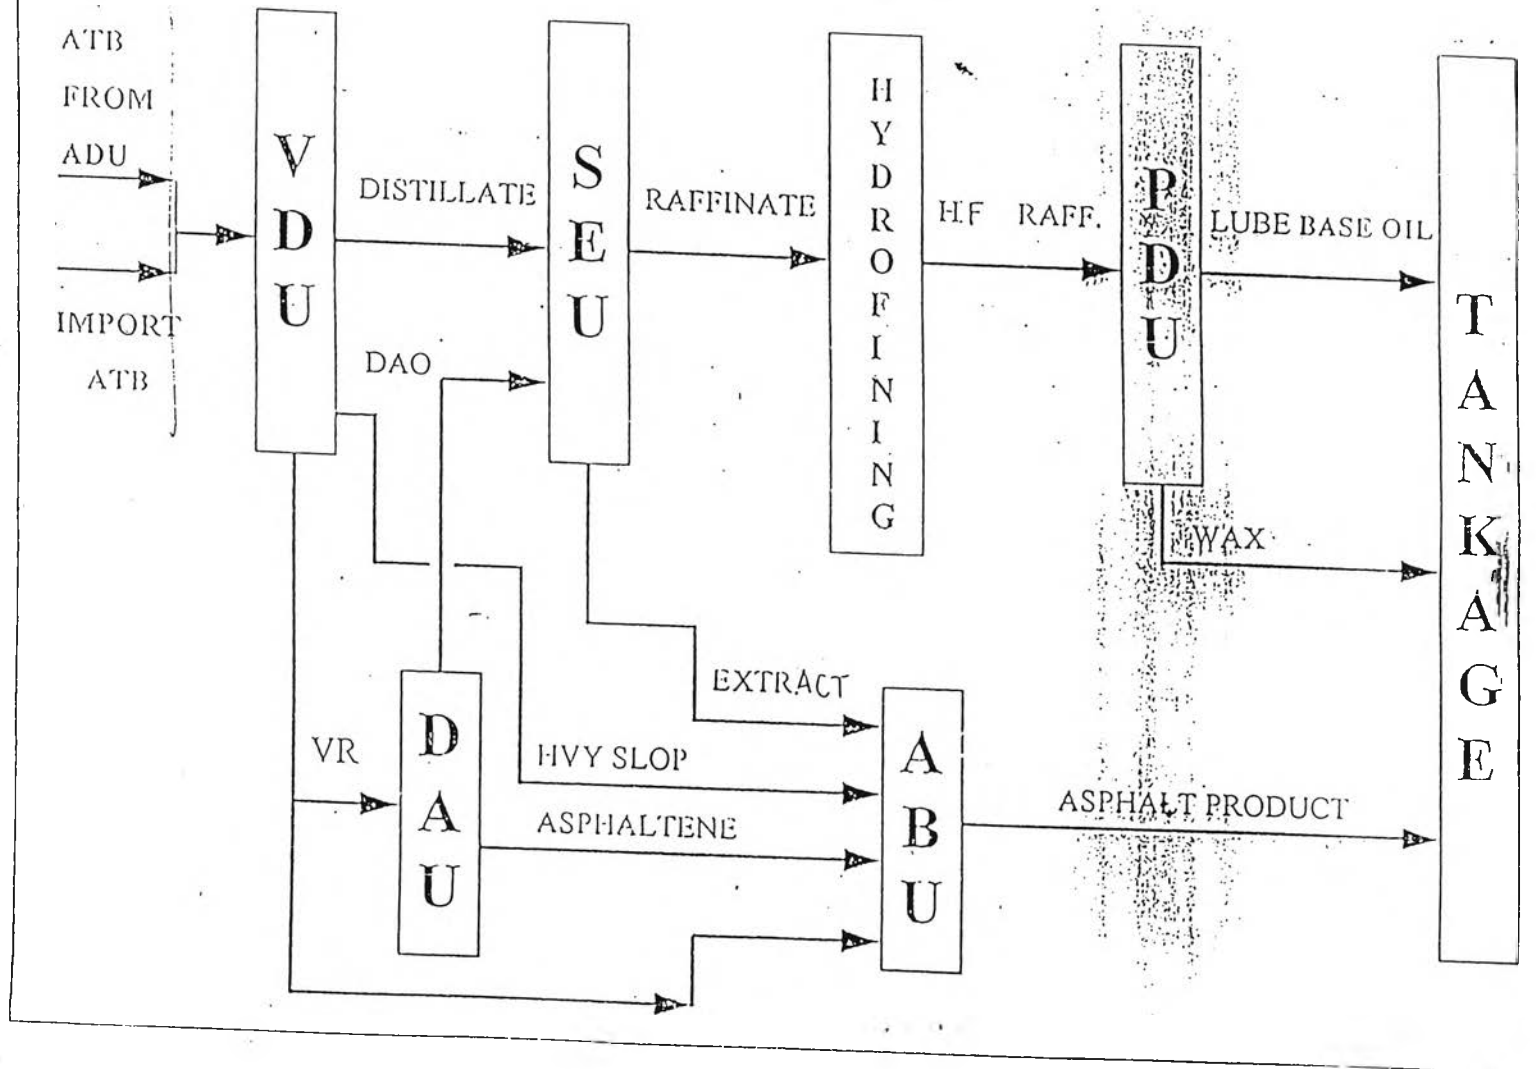 ATB
FROM
ADU
IMPORT
ATB
VDU
DISTILLATE
DAO
SEU
RAFFINATE
HYDROFINING
H.F RAFF.
PDU
LUBE BASE OIL
WAX
TANKAGE
VR
DAU
EXTRACT
HVY SLOP
ASPHALTENE
ABU
ASPHALT PRODUCT